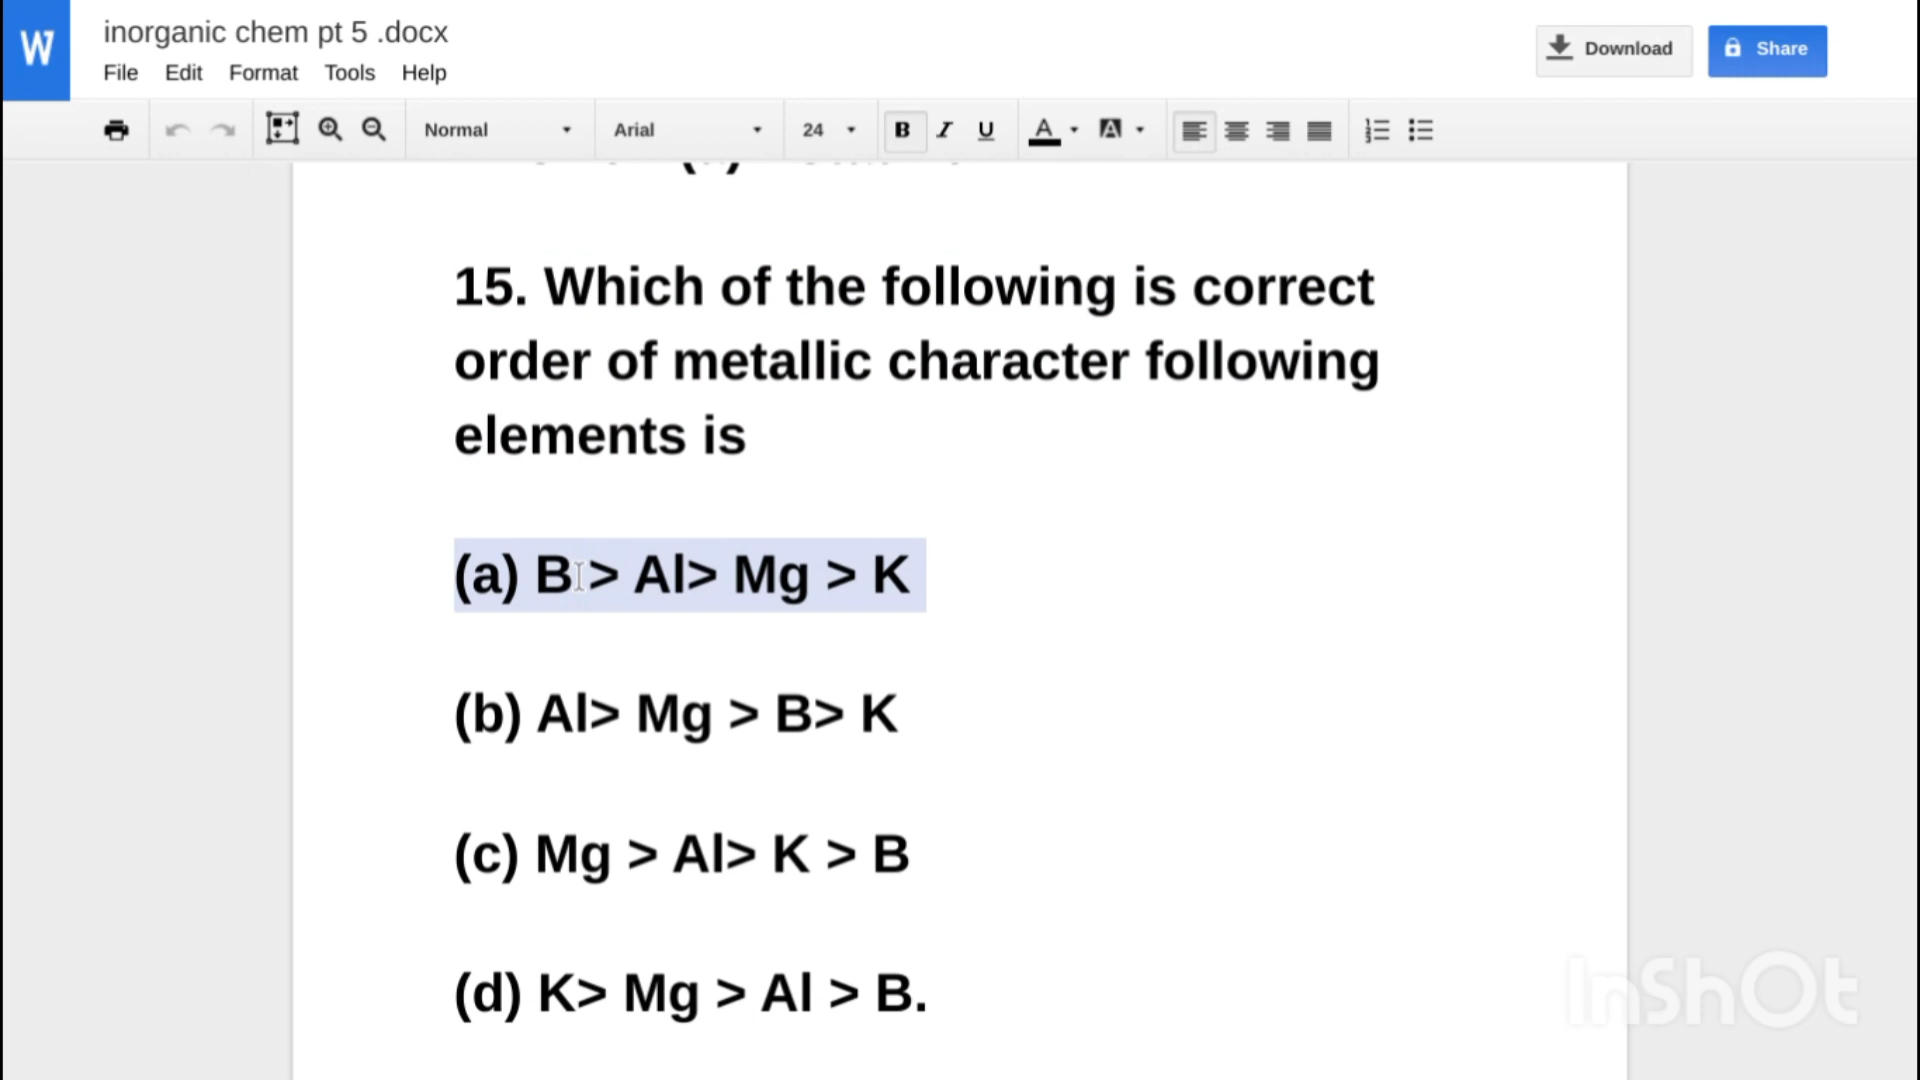 W
inorganic chem pt 5 .docx
File Edit Format Tools Help
Download
Share
Normal
Arial
24
B I U A A
15. Which of the following is correct
order of metallic character following
elements is
(a) B > Al> Mg > K
(b) Al> Mg > B> K
(c) Mg > Al> K > B
(d) K> Mg > Al > B.
InShOt